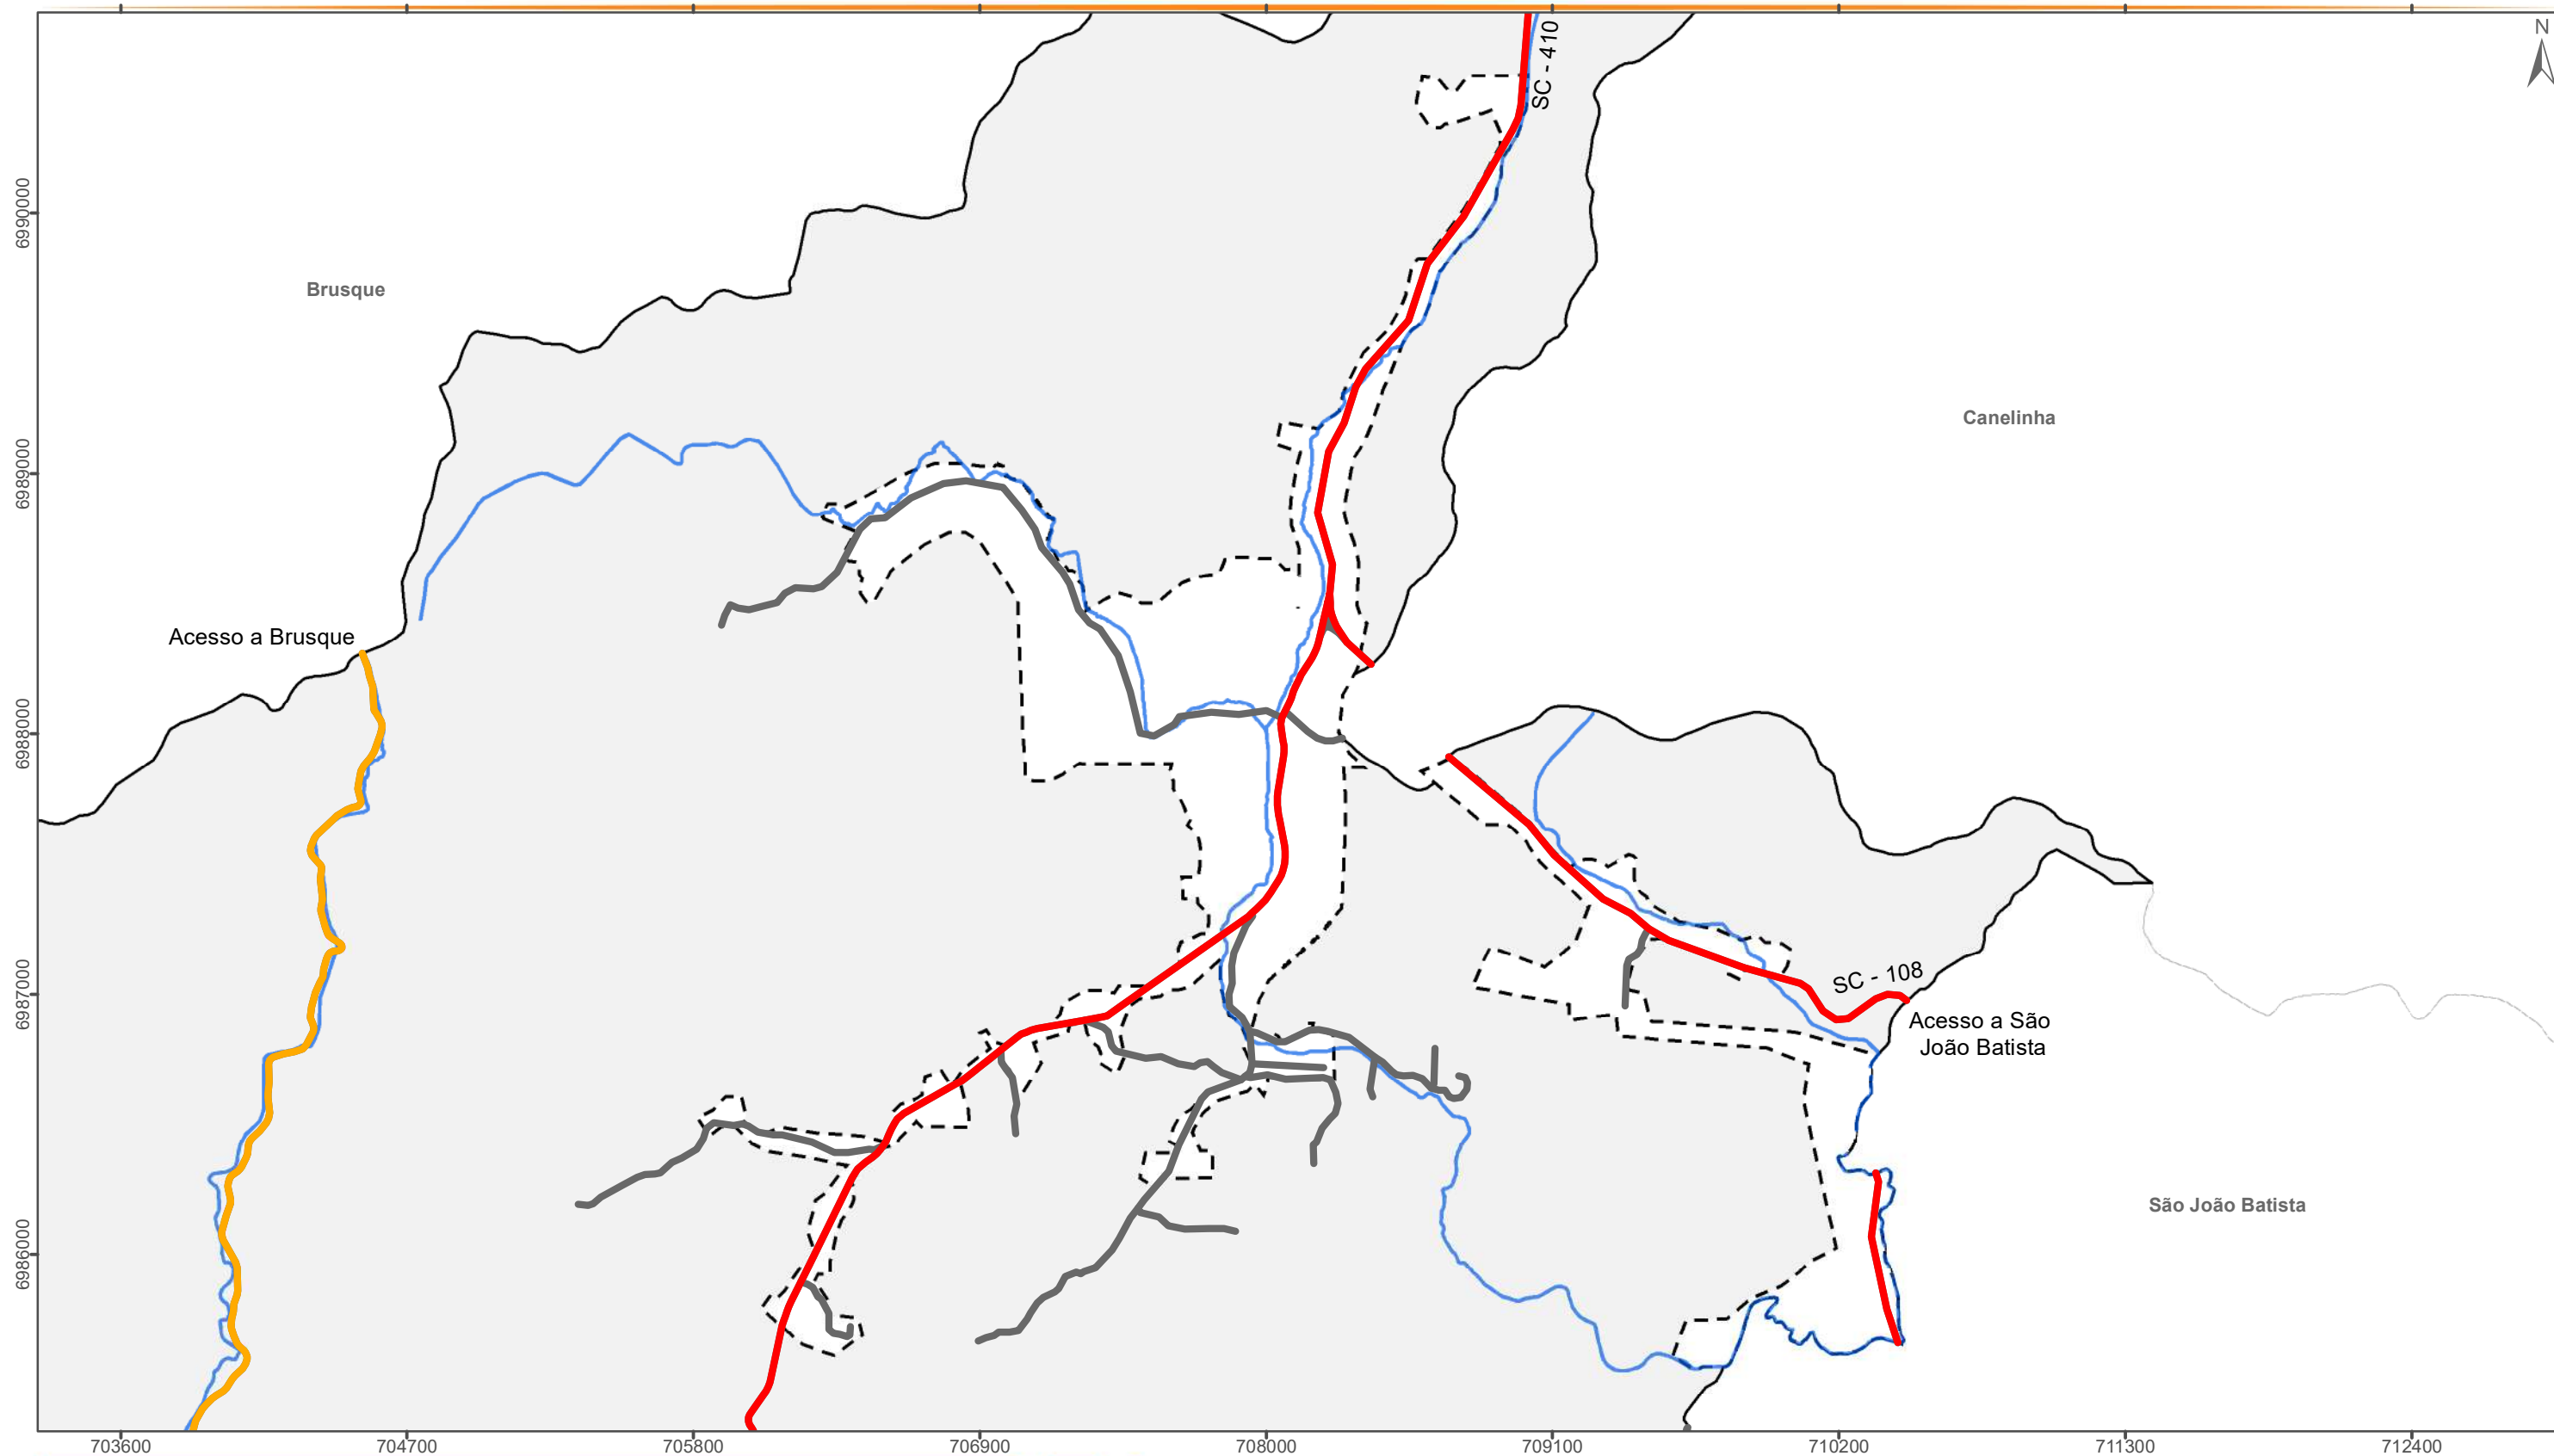 N
SC - 410
6990000
Brusque
Canelinha
6989000
Acesso a Brusque
6988000
SC - 108
6987000
Acesso a São
João Batista
São João Batista
6986000
703600
704700
705800
706900
708000
709100
710200
711300
712400